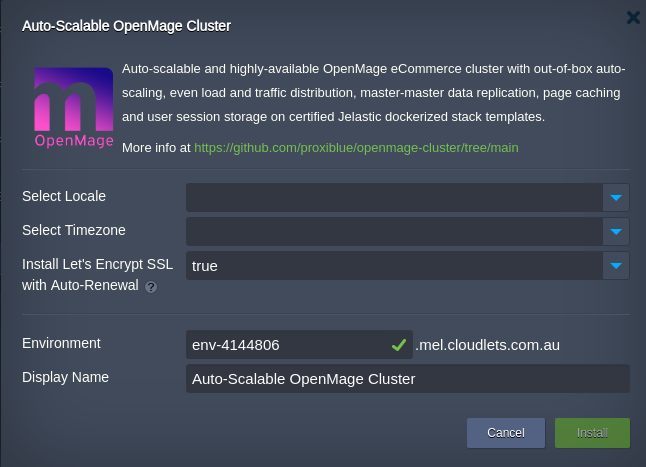 Auto-Scalable OpenMage Cluster
Auto-scalable and highly-available OpenMage eCommerce cluster with out-of-box auto-
scaling, even load and traffic distribution, master-master data replication, page caching
and user session storage on certified Jelastic dockerized stack templates.
OpenMage
More info at https://github.com/proxiblue/openmage-cluster/tree/main
Select Locale
Select Timezone
Install Let's Encrypt SSL
with Auto-Renewal ?
true
Environment env-4144806 .mel.cloudlets.com.au
Display Name Auto-Scalable OpenMage Cluster
Cancel Install